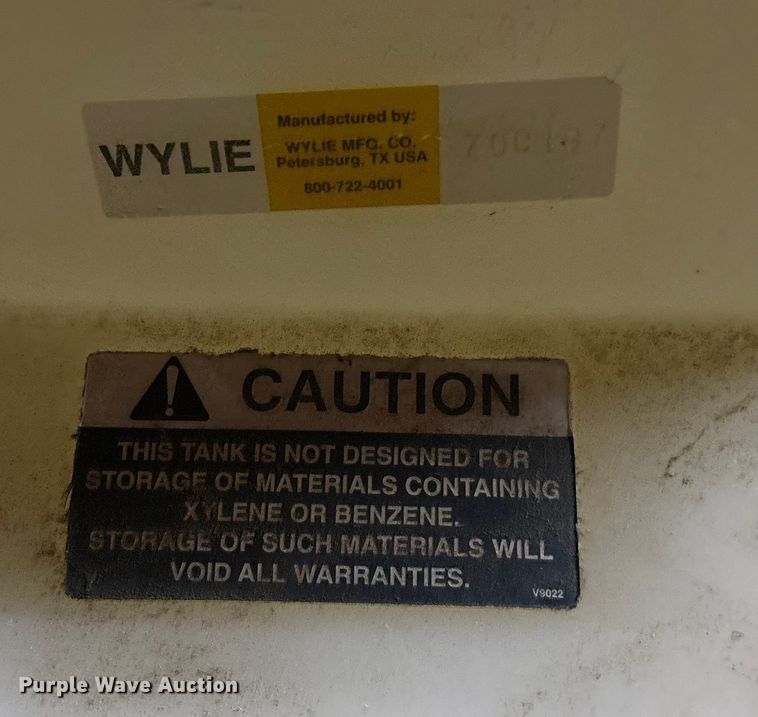 WYLIE
Manufactured by:
WYLIE MFG. CO.
Petersburg, TX USA
800-722-4001
CAUTION
THIS TANK IS NOT DESIGNED FOR
STORAGE OF MATERIALS CONTAINING
XYLENE OR BENZENE.
STORAGE OF SUCH MATERIALS WILL
VOID ALL WARRANTIES.
V9022
Purple Wave Auction